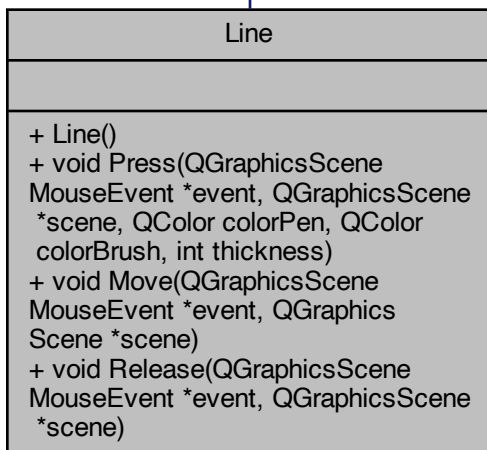 Line
+ Line()
+ void Press(QGraphicsScene
MouseEvent *event, QGraphicsScene
*scene, QColor colorPen, QColor
colorBrush, int thickness)
+ void Move(QGraphicsScene
MouseEvent *event, QGraphics
Scene *scene)
+ void Release(QGraphicsScene
MouseEvent *event, QGraphicsScene
*scene)